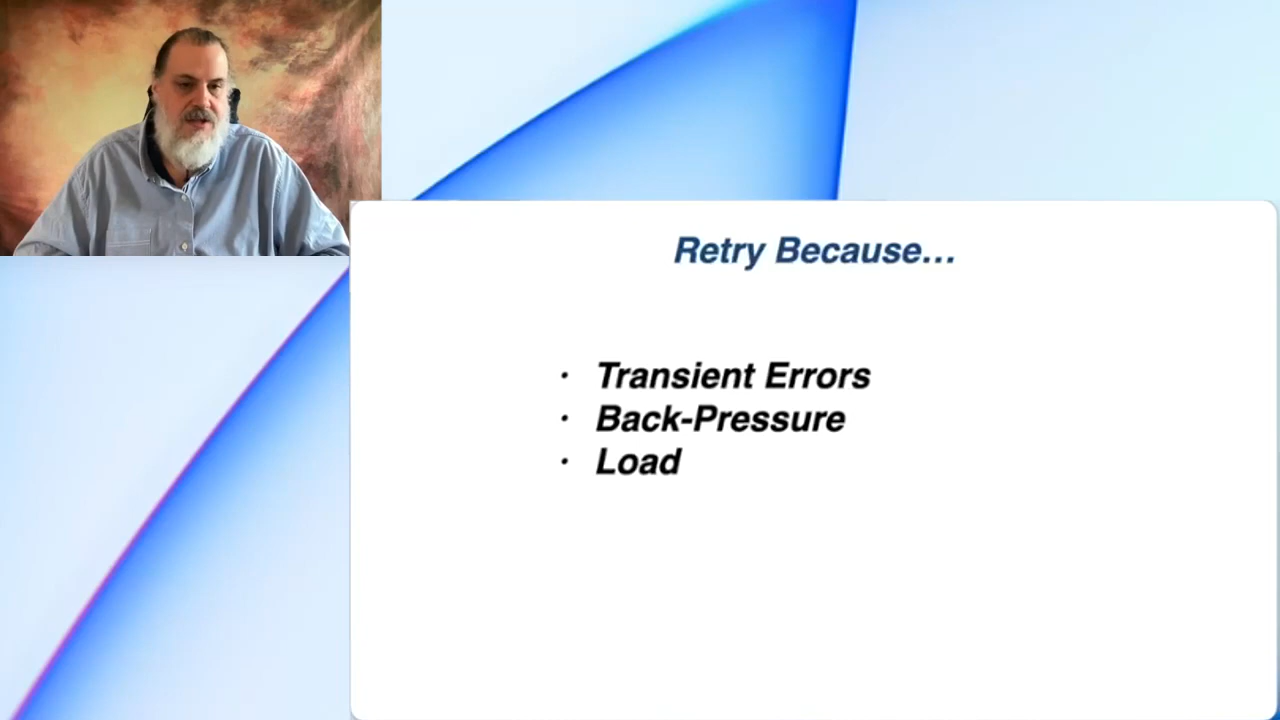 Retry Because…
· Transient Errors
· Back-Pressure
· Load